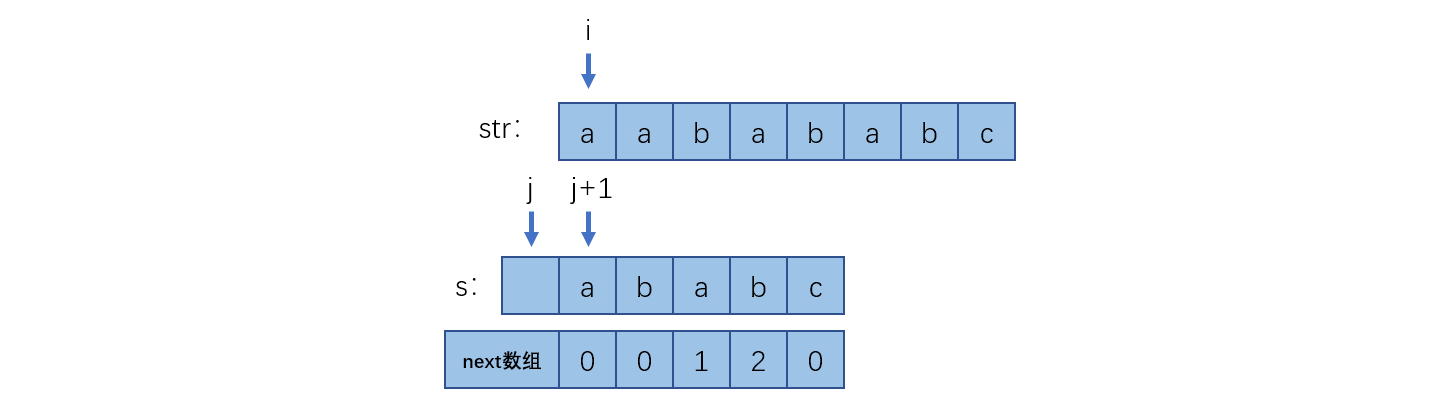 i
str: a a b a b a b c
j j+1
s: a b a b c
next数组 0 0 1 2 0